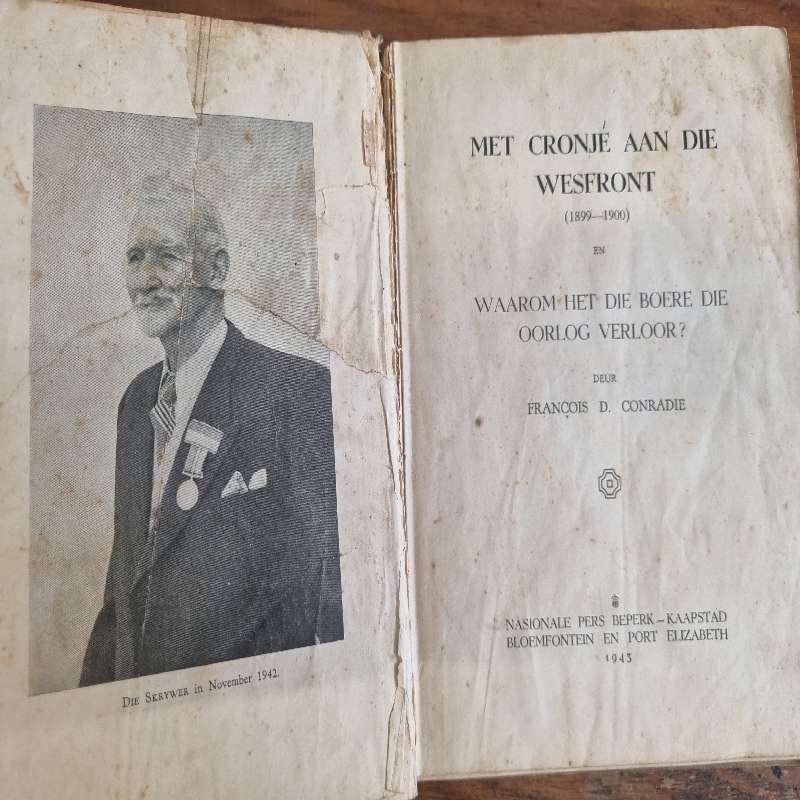 DIE SKRYWER in November 1942.
MET CRONJÉ AAN DIE
WESFRONT
(1899—1900)
EN
WAAROM HET DIE BOERE DIE
OORLOG VERLOOR?
DEUR
FRANÇOIS D. CONRADIE
NASIONALE PERS BEPERK—KAAPSTAD
BLOEMFONTEIN EN PORT ELIZABETH
1943